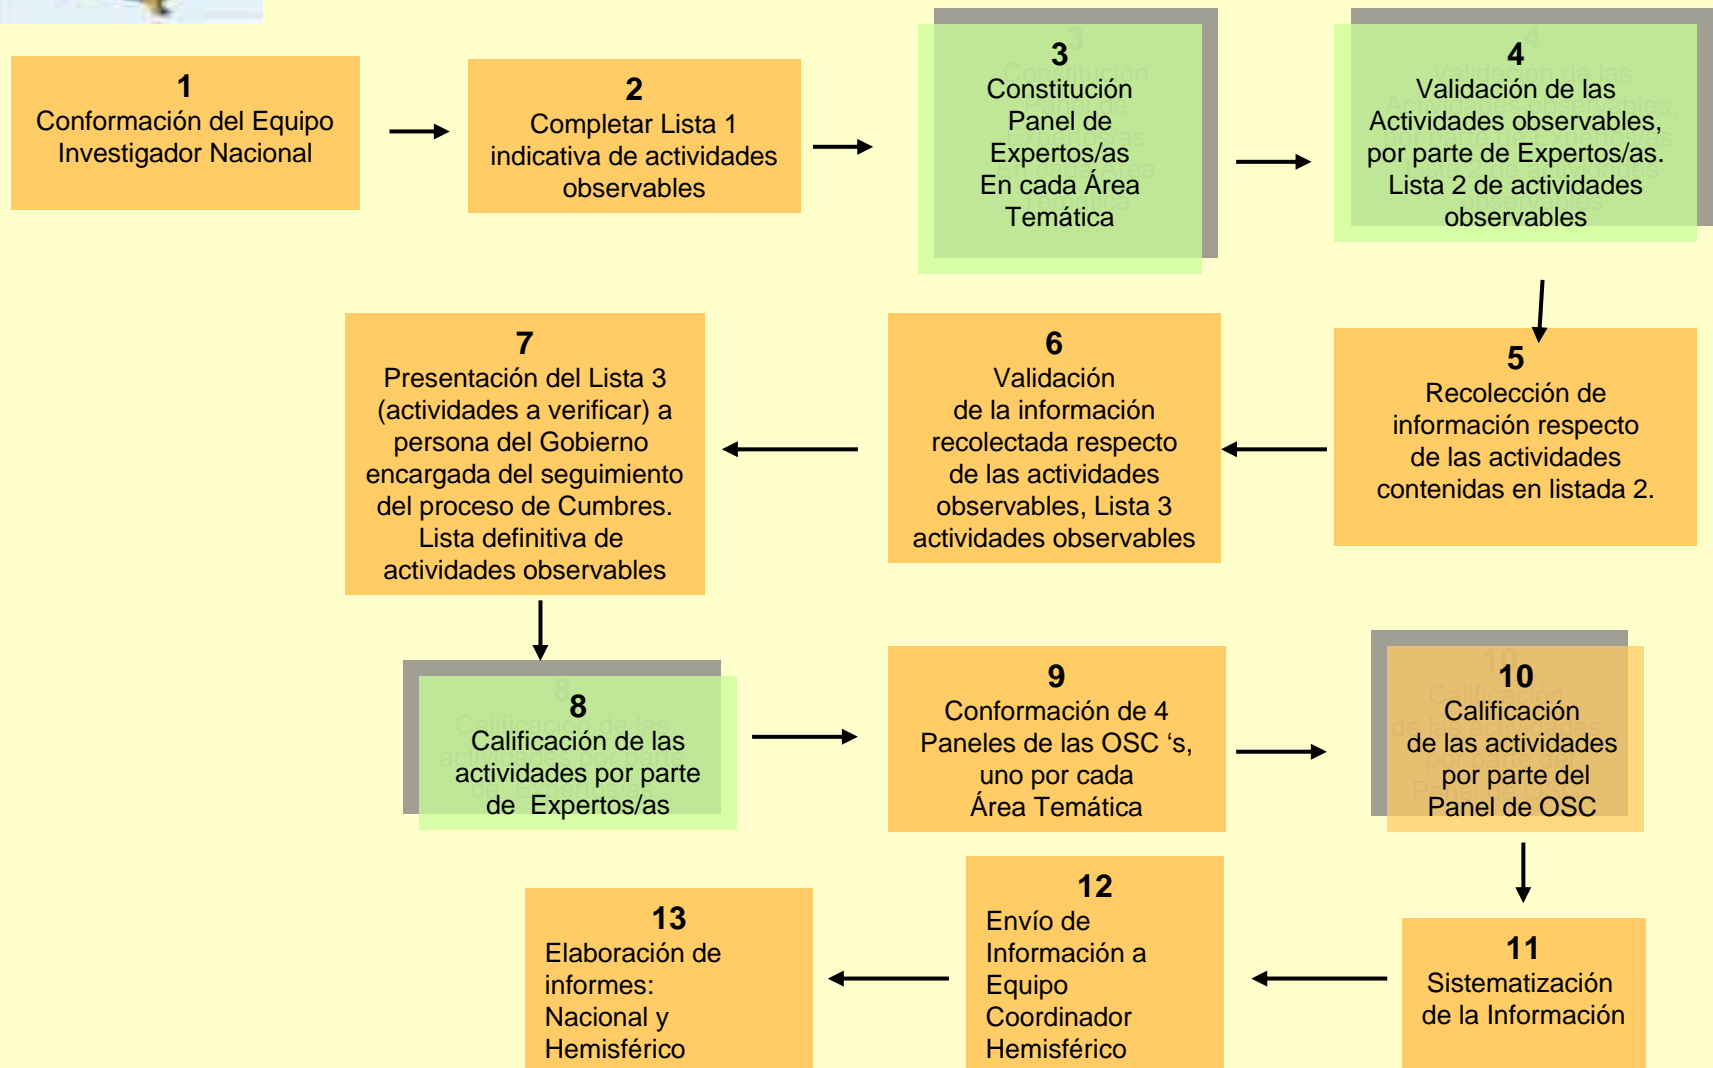 1
Conformación del Equipo
Investigador Nacional
2
Completar Lista 1
indicativa de actividades
observables
3
Constitución
Panel de
Expertos/as
En cada Área
Temática
4
Validación de las
Actividades observables,
por parte de Expertos/as.
Lista 2 de actividades
observables
5
Recolección de
información respecto
de las actividades
contenidas en listada 2.
6
Validación
de la información
recolectada respecto
de las actividades
observables, Lista 3
actividades observables
7
Presentación del Lista 3
(actividades a verificar) a
persona del Gobierno
encargada del seguimiento
del proceso de Cumbres.
Lista definitiva de
actividades observables
8
Calificación de las
actividades por parte
de Expertos/as
9
Conformación de 4
Paneles de las OSC ‘s,
uno por cada
Área Temática
10
Calificación
de las actividades
por parte del
Panel de OSC
11
Sistematización
de la Información
12
Envío de
Información a
Equipo
Coordinador
Hemisférico
13
Elaboración de
informes:
Nacional y
Hemisférico